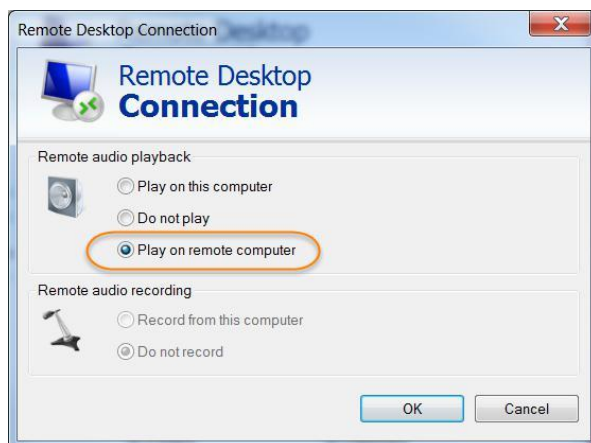 Remote Desktop Connection
Remote Desktop
Connection
Remote audio playback
Play on this computer
Do not play
Play on remote computer
Remote audio recording
Record from this computer
Do not record
OK
Cancel